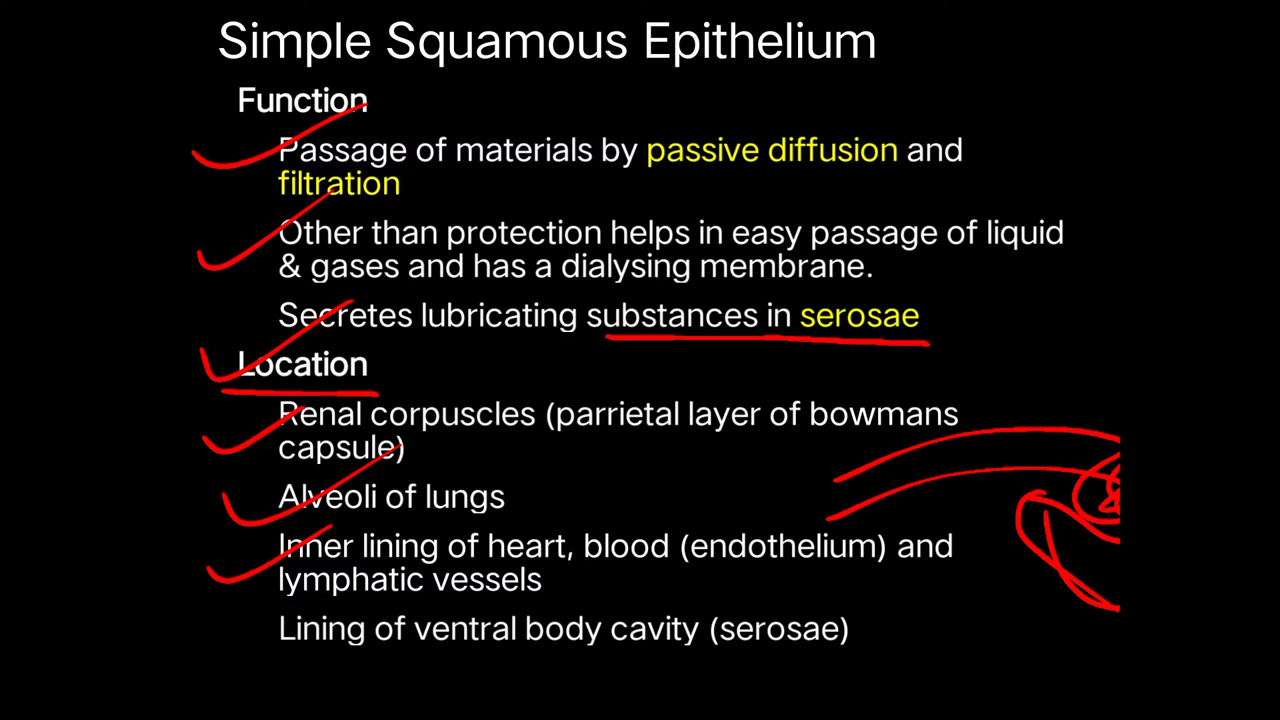 Simple Squamous Epithelium
Function
Passage of materials by passive diffusion and
filtration
Other than protection helps in easy passage of liquid
& gases and has a dialysing membrane.
Secretes lubricating substances in serosae
Location
Renal corpuscles (parrietal layer of bowmans
capsule)
Alveoli of lungs
Inner lining of heart, blood (endothelium) and
lymphatic vessels
Lining of ventral body cavity (serosae)